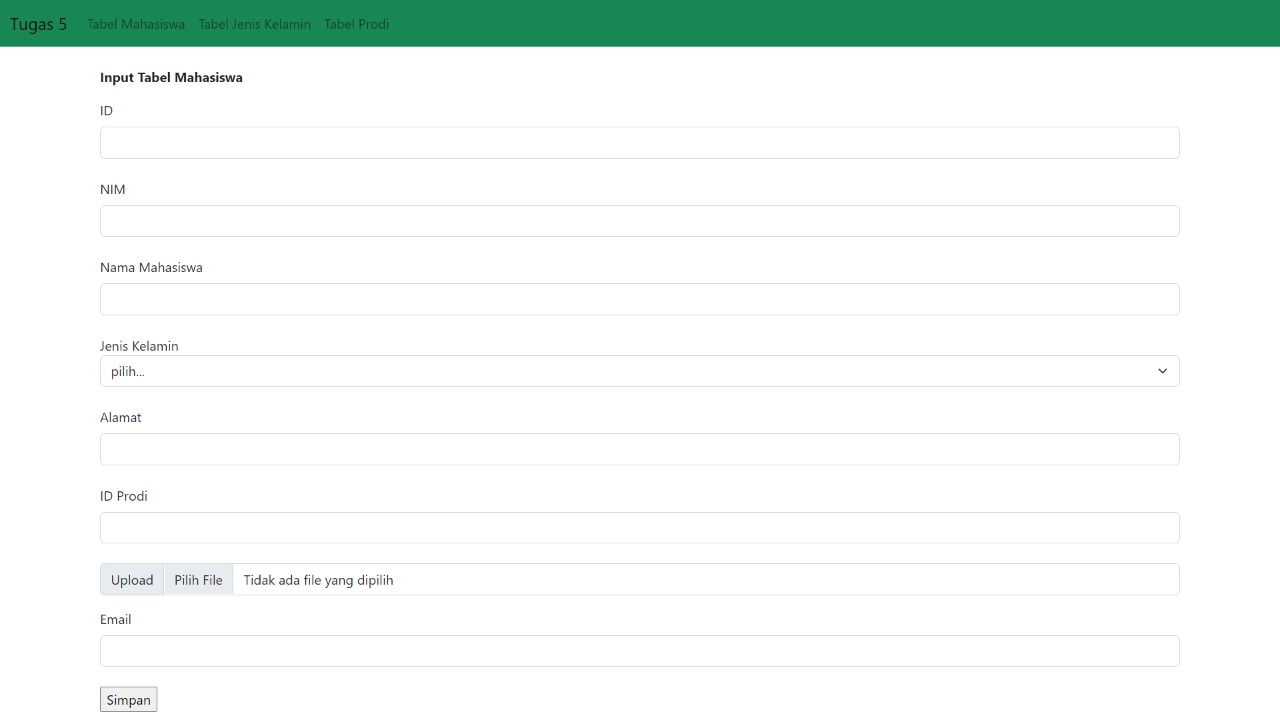 Tugas 5 Tabel Mahasiswa Tabel Jenis Kelamin Tabel Prodi
Input Tabel Mahasiswa
ID
NIM
Nama Mahasiswa
Jenis Kelamin
pilih...
Alamat
ID Prodi
Upload Pilih File Tidak ada file yang dipilih
Email
Simpan